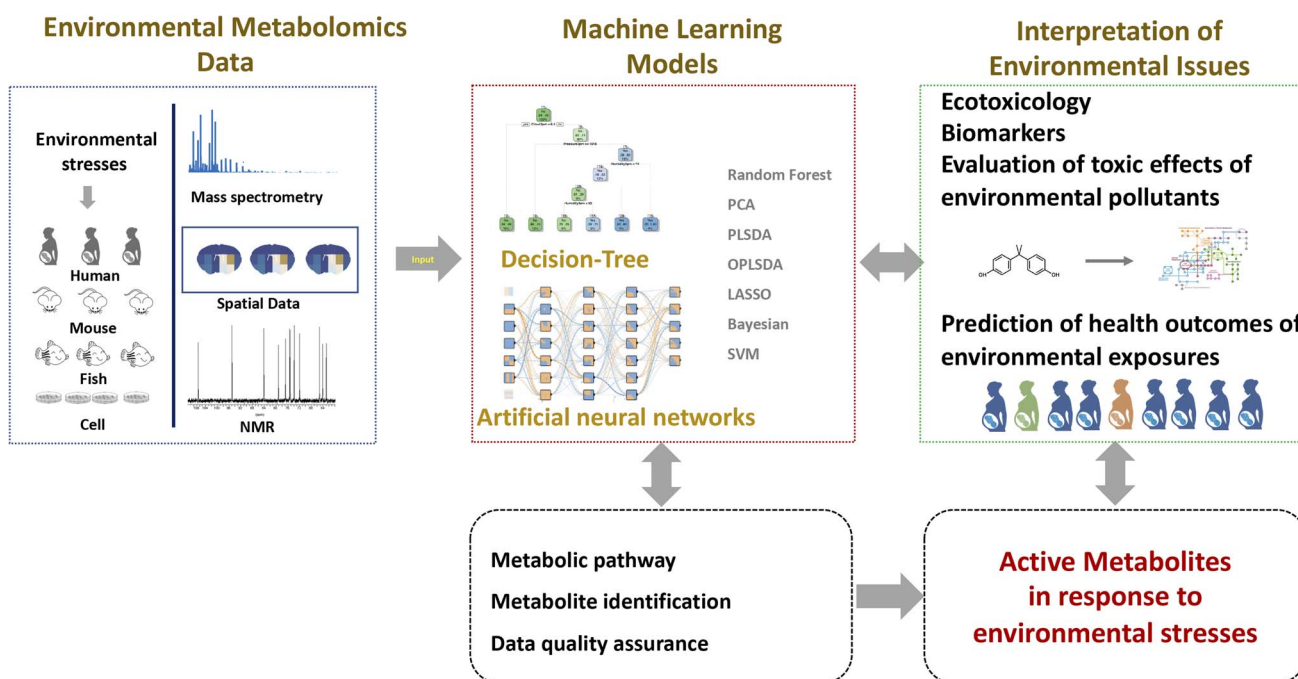 Environmental Metabolomics
Data
Environmental
stresses
Human
Mouse
Fish
Cell
Mass spectrometry
Spatial Data
NMR
Input
Machine Learning
Models
Decision-Tree
Artificial neural networks
Random Forest
PCA
PLSDA
OPLSDA
LASSO
Bayesian
SVM
Interpretation of
Environmental Issues
Ecotoxicology
Biomarkers
Evaluation of toxic effects of
environmental pollutants
OH
OH
Prediction of health outcomes of
environmental exposures
Metabolic pathway
Metabolite identification
Data quality assurance
Active Metabolites
in response to
environmental stresses